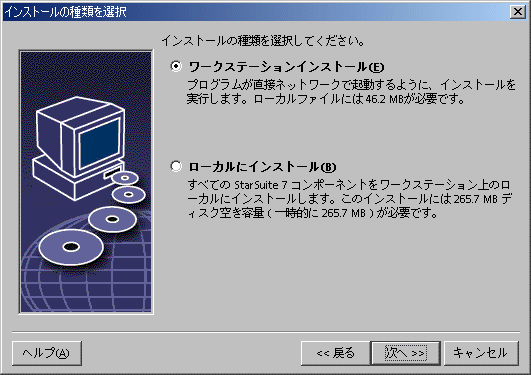 インストールの種類を選択
インストールの種類を選択してください。
ワークステーションインストール(E)
プログラムが直接ネットワークで起動するように、インストールを
実行します。ローカルファイルには 46.2 MBが必要です。
ローカルにインストール(B)
すべての StarSuite 7 コンポーネントをワークステーション上のロ
ーカルにインストールします。このインストールには 265.7 MB デ
ィスク空き容量 ( 一時的に 265.7 MB ) が必要です。
ヘルプ(A)
<< 戻る
次へ >>
キャンセル